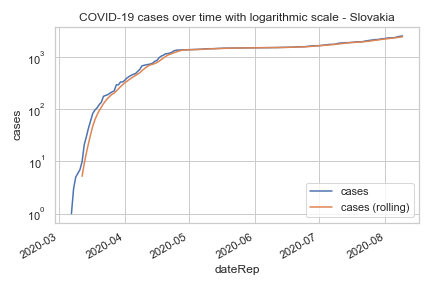 COVID-19 cases over time with logarithmic scale - Slovakia
cases
10³
10²
10¹
10⁰
2020-03
2020-04
2020-05
2020-06
2020-07
2020-08
dateRep
cases
cases (rolling)